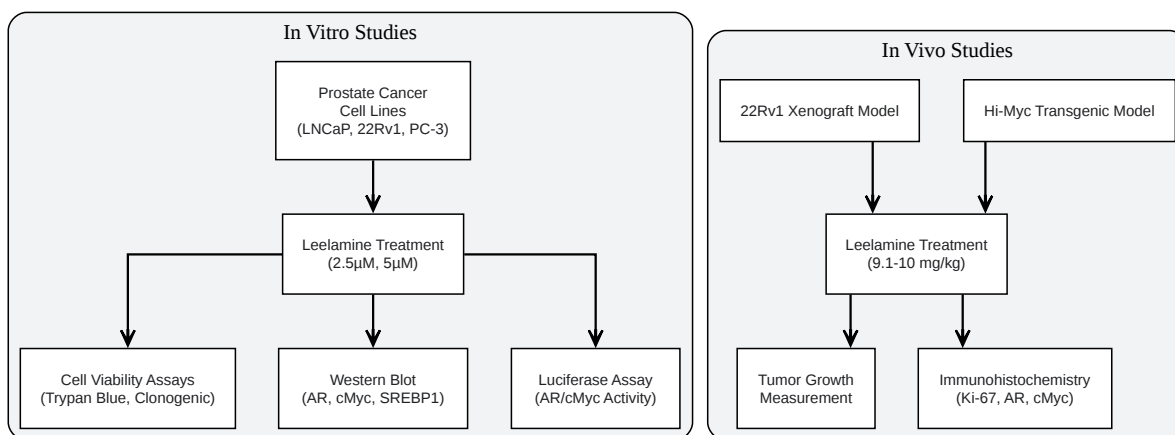 In Vitro Studies
Prostate Cancer
Cell Lines
(LNCaP, 22Rv1, PC-3)
Leelamine Treatment
(2.5µM, 5µM)
Cell Viability Assays
(Trypan Blue, Clonogenic)
Western Blot
(AR, cMyc, SREBP1)
Luciferase Assay
(AR/cMyc Activity)
In Vivo Studies
22Rv1 Xenograft Model
Hi-Myc Transgenic Model
Leelamine Treatment
(9.1-10 mg/kg)
Tumor Growth
Measurement
Immunohistochemistry
(Ki-67, AR, cMyc)